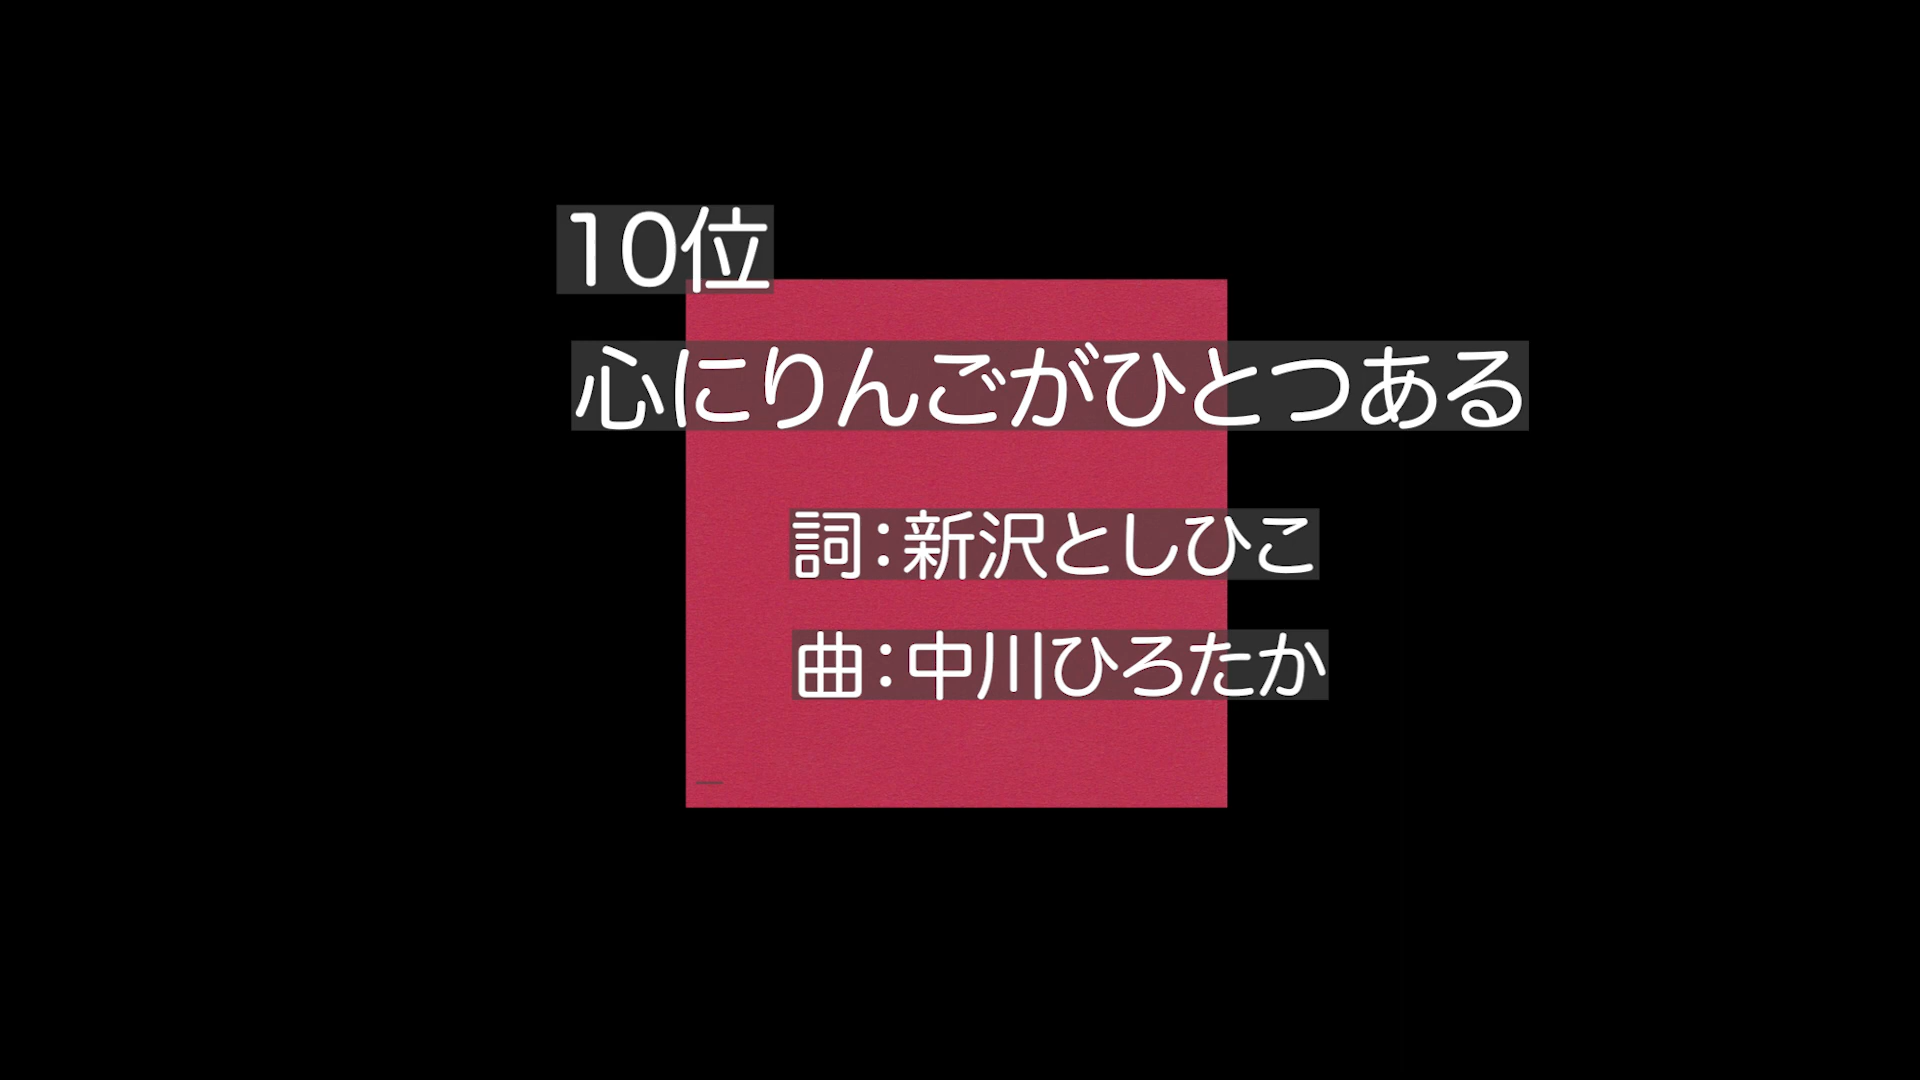 10位
心にりんごがひとつある
詞：新沢としひこ
曲：中川ひろたか